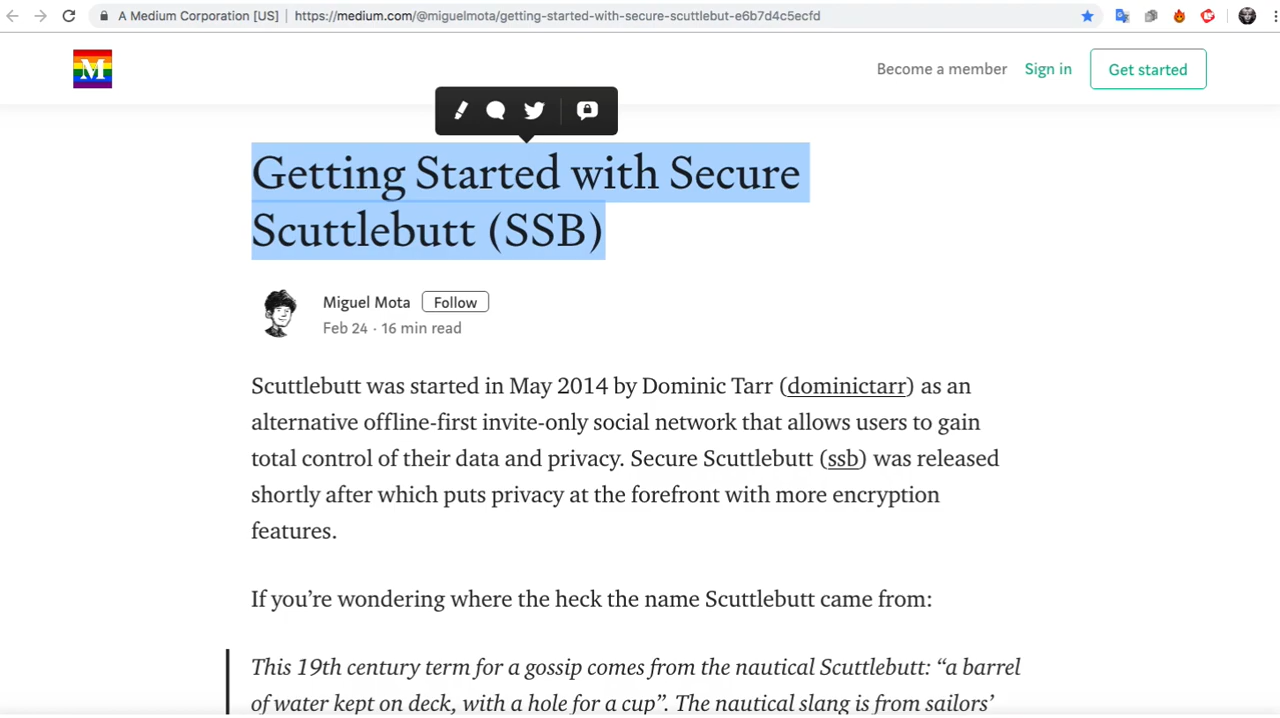 A Medium Corporation [US] | https://medium.com/@miguelmota/getting-started-with-secure-scuttlebut-e6b7d4c5ecfd
M
Become a member Sign in Get started
Getting Started with Secure
Scuttlebutt (SSB)
Miguel Mota Follow
Feb 24 · 16 min read
Scuttlebutt was started in May 2014 by Dominic Tarr (dominictarr) as an
alternative offline-first invite-only social network that allows users to gain
total control of their data and privacy. Secure Scuttlebutt (ssb) was released
shortly after which puts privacy at the forefront with more encryption
features.
If you’re wondering where the heck the name Scuttlebutt came from:
This 19th century term for a gossip comes from the nautical Scuttlebutt: “a barrel
of water kept on deck, with a hole for a cup”. The nautical slang is from sailors’